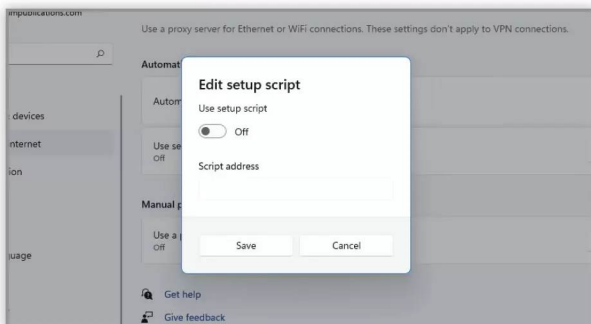 impublications.com
Use a proxy server for Ethernet or WiFi connections. These settings don't apply to VPN connections.
Automat
Edit setup script
Autom
Use setup script
devices
Off
nternet
Use se
Off
Script address
ion
Manual p
Use a p
Off
Save
Cancel
uage
Get help
Give feedback